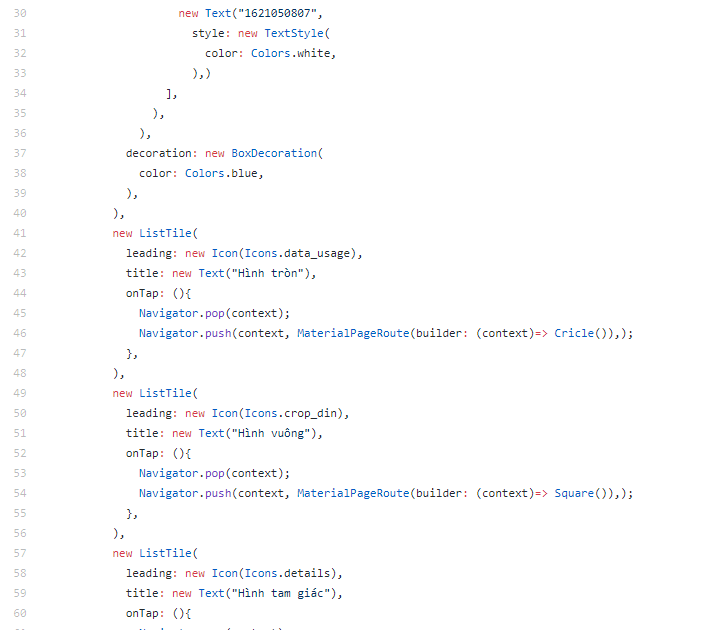 30 new Text("1621050807",
31 style: new TextStyle(
32 color: Colors.white,
33 ),)
34 ],
35 ),
36 ),
37 decoration: new BoxDecoration(
38 color: Colors.blue,
39 ),
40 ),
41 new ListTile(
42 leading: new Icon(Icons.data_usage),
43 title: new Text("Hình tròn"),
44 onTap: (){
45 Navigator.pop(context);
46 Navigator.push(context, MaterialPageRoute(builder: (context)=> Cricle()),);
47 },
48 ),
49 new ListTile(
50 leading: new Icon(Icons.crop_din),
51 title: new Text("Hình vuông"),
52 onTap: (){
53 Navigator.pop(context);
54 Navigator.push(context, MaterialPageRoute(builder: (context)=> Square()),);
55 },
56 ),
57 new ListTile(
58 leading: new Icon(Icons.details),
59 title: new Text("Hình tam giác"),
60 onTap: (){